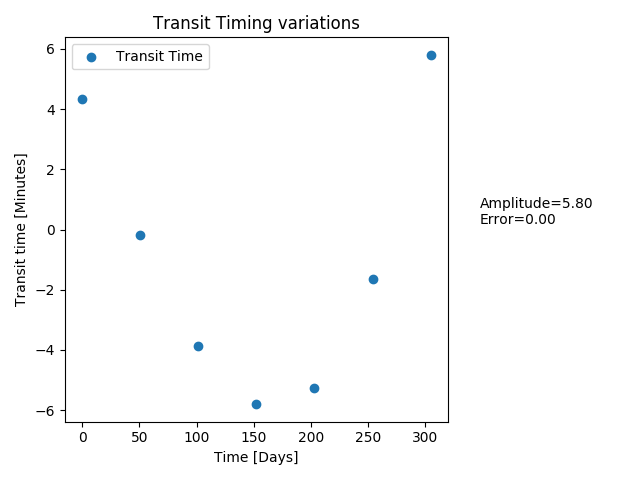 Transit Timing variations
Transit Time
6
4
2
0
−2
−4
−6
Transit time [Minutes]
0 50 100 150 200 250 300
Time [Days]
Amplitude=5.80
Error=0.00